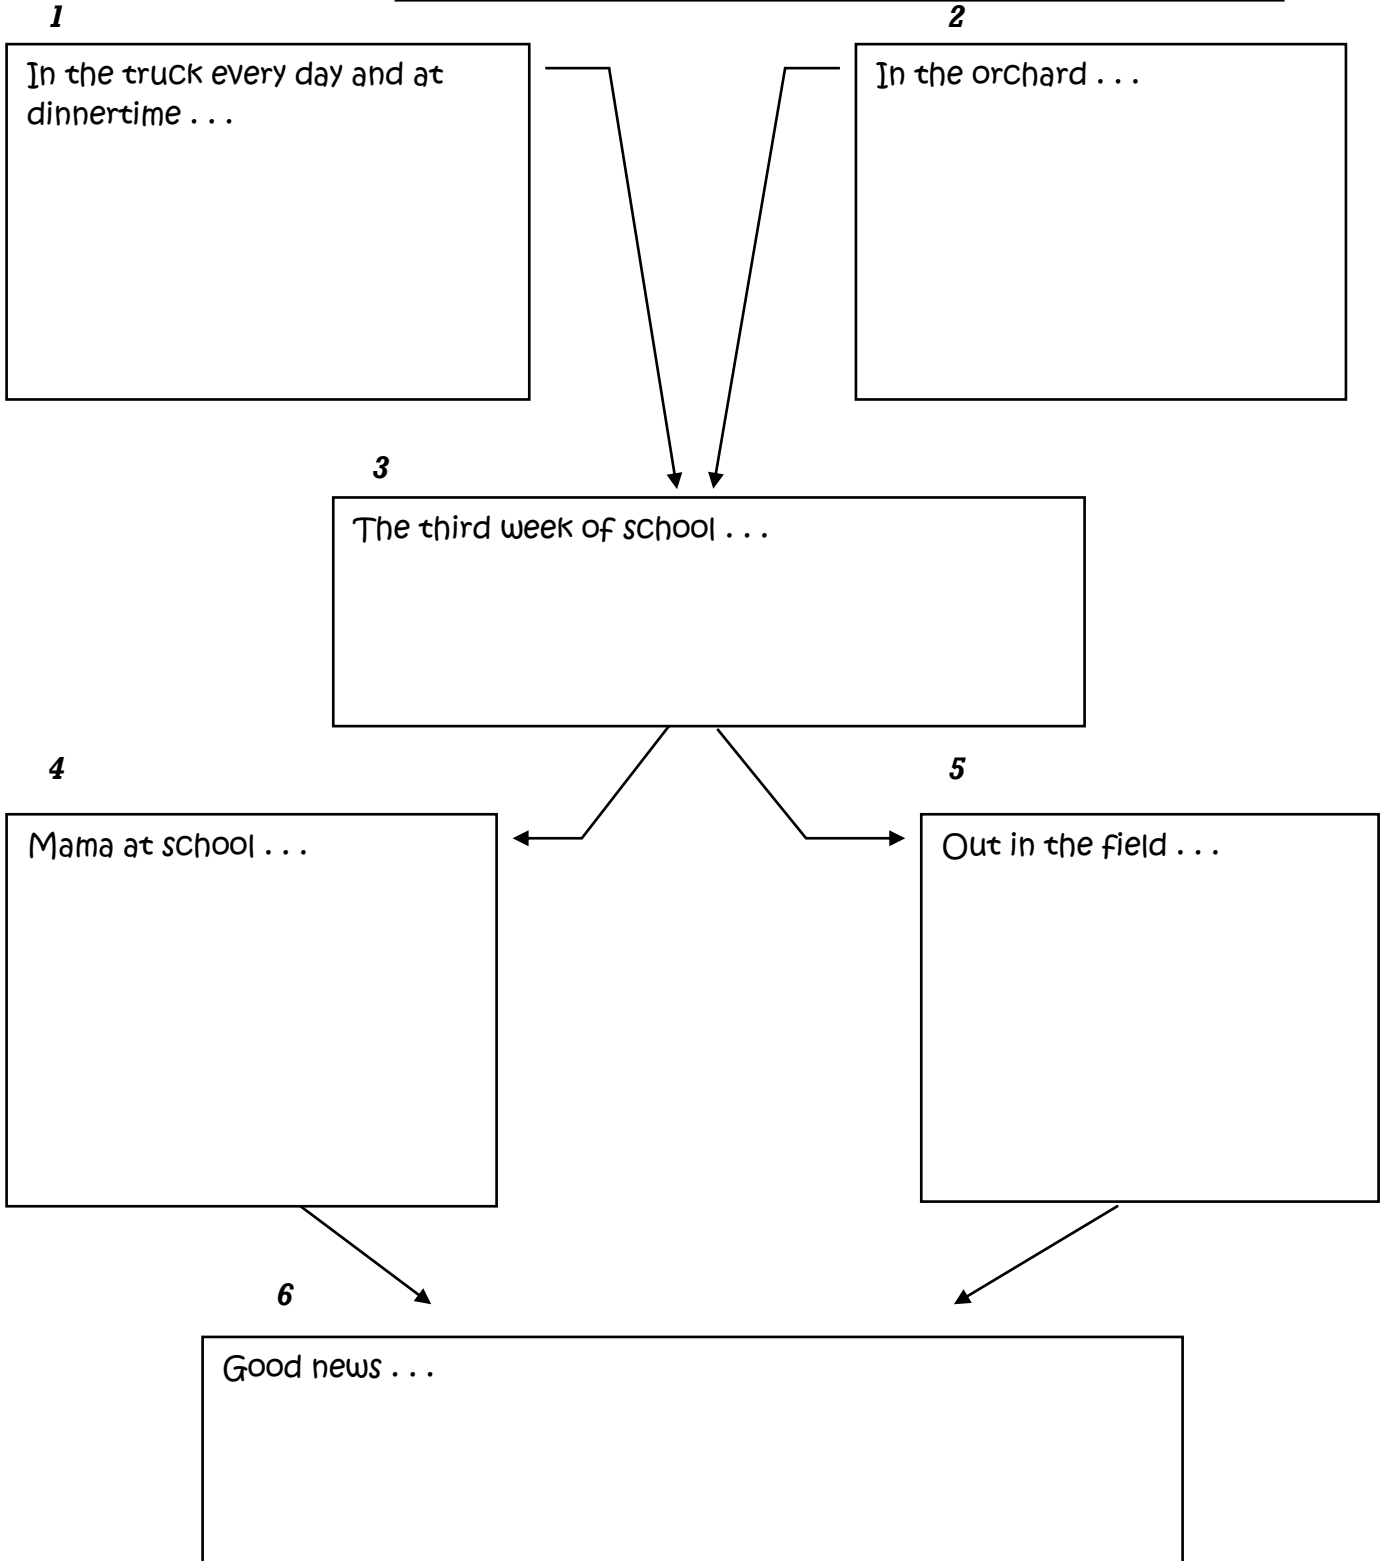 1
2
In the truck every day and at
dinnertime . . .
In the orchard . . .
3
The third week of school . . .
4
5
Mama at school . . .
Out in the field . . .
6
Good news . . .